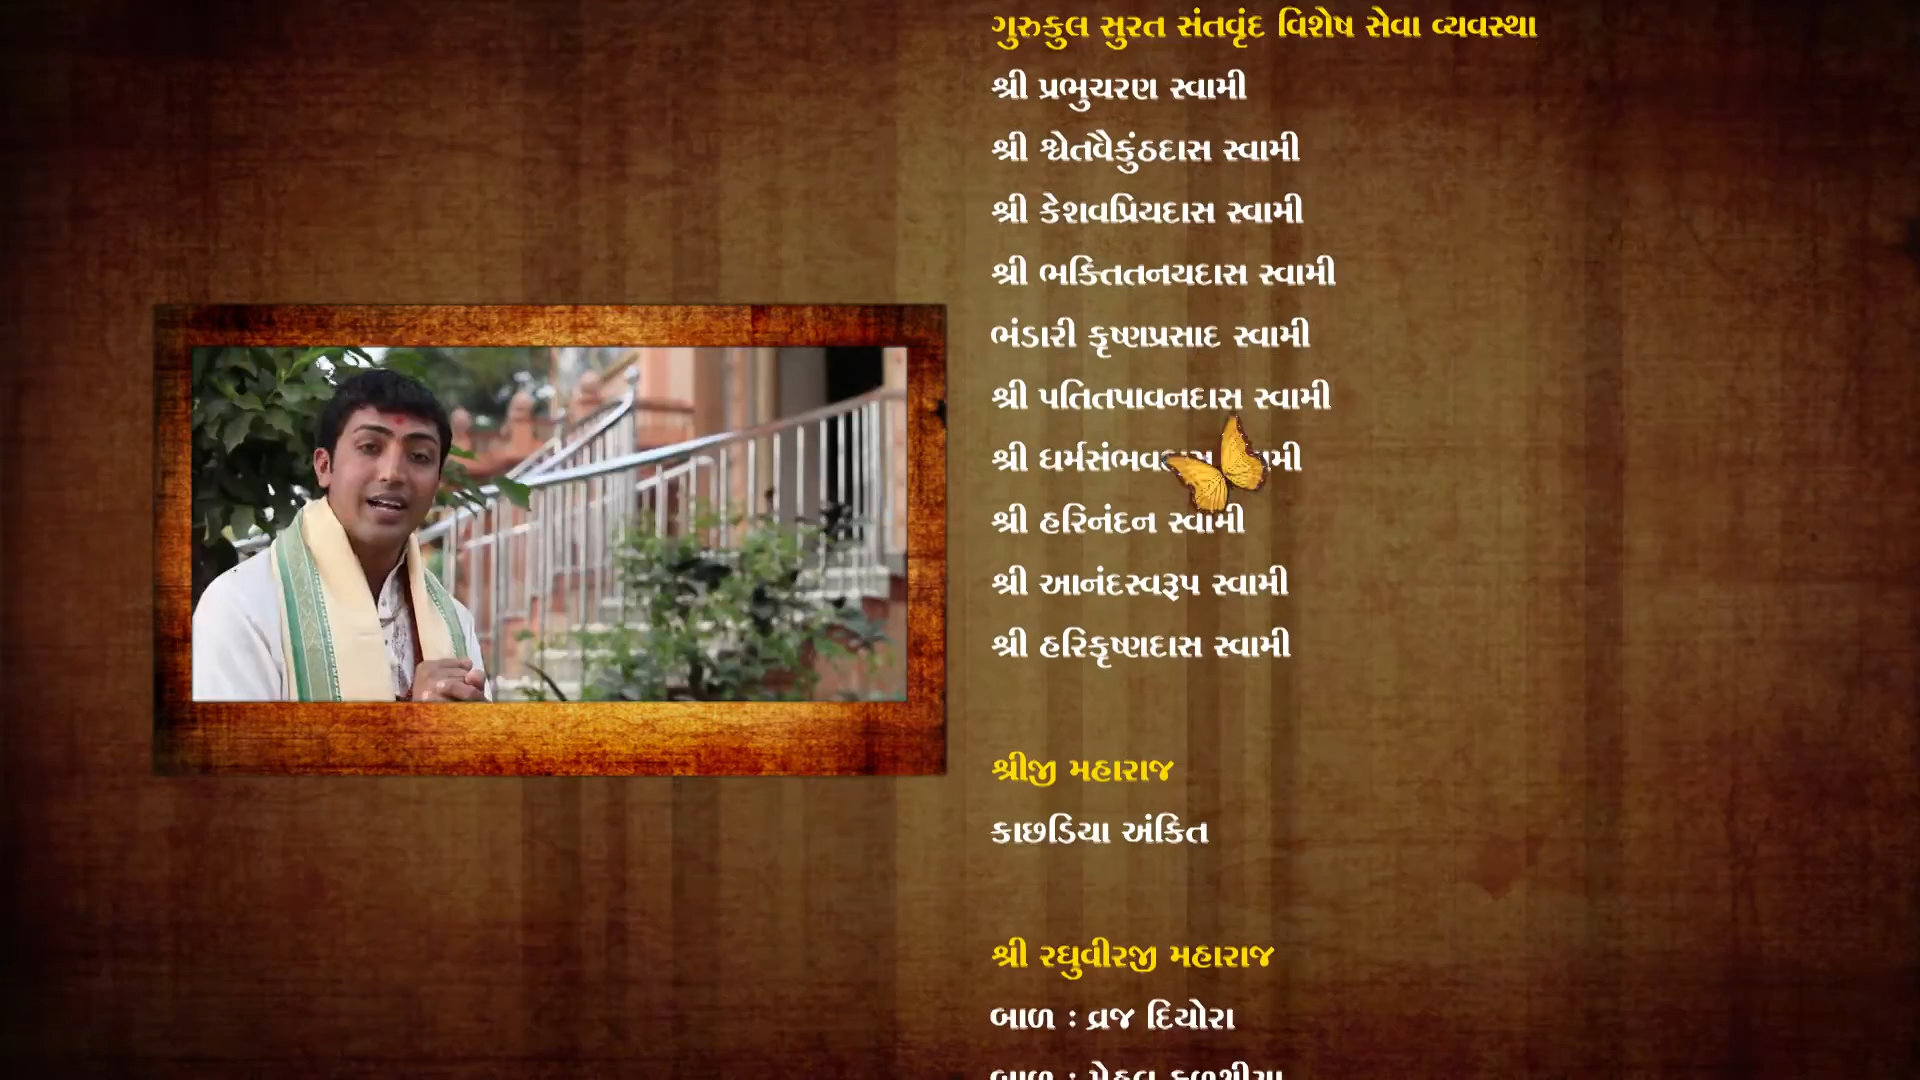 ગુરુકુલ સુરત સંતવૃંદ વિશેષ સેવા વ્યવસ્થા
શ્રી પ્રભુચરણ સ્વામી
શ્રી શ્વેતવૈકુંઠદાસ સ્વામી
શ્રી કેશવપ્રિયદાસ સ્વામી
શ્રી ભક્તિતનયદાસ સ્વામી
ભંડારી કૃષ્ણપ્રસાદ સ્વામી
શ્રી પતિતપાવનદાસ સ્વામી
શ્રી ધર્મસંભવદાસ સ્વામી
શ્રી હરિનંદન સ્વામી
શ્રી આનંદસ્વરૂપ સ્વામી
શ્રી હરિકૃષ્ણદાસ સ્વામી
શ્રીજી મહારાજ
કાછડિયા અંકિત
શ્રી રઘુવીરજી મહારાજ
બાળ : વ્રજ દિયોરા
બાળ :